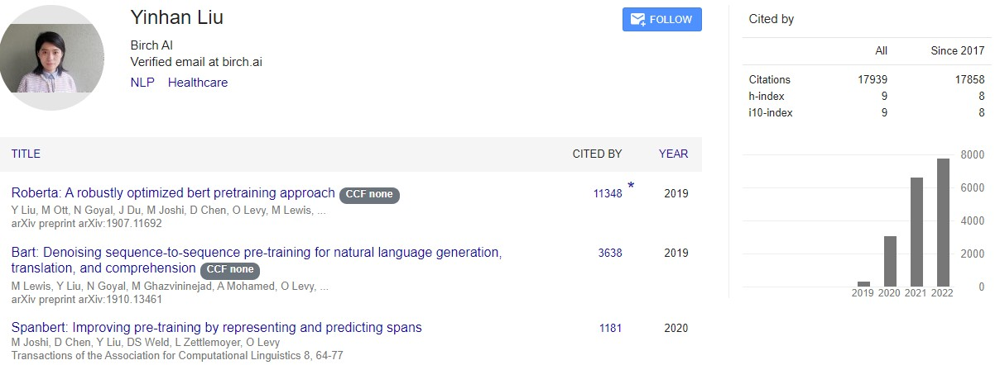 Yinhan Liu
FOLLOW
Birch AI
Verified email at birch.ai
NLP Healthcare
TITLE CITED BY YEAR
Roberta: A robustly optimized bert pretraining approach CCF none 11348 * 2019
Y Liu, M Ott, N Goyal, J Du, M Joshi, D Chen, O Levy, M Lewis, ...
arXiv preprint arXiv:1907.11692
Bart: Denoising sequence-to-sequence pre-training for natural language generation, 3638 2019
translation, and comprehension CCF none
M Lewis, Y Liu, N Goyal, M Ghazvininejad, A Mohamed, O Levy, ...
arXiv preprint arXiv:1910.13461
Spanbert: Improving pre-training by representing and predicting spans 1181 2020
M Joshi, D Chen, Y Liu, DS Weld, L Zettlemoyer, O Levy
Transactions of the Association for Computational Linguistics 8, 64-77
Cited by
All Since 2017
Citations 17939 17858
h-index 9 8
i10-index 9 8
8000
6000
4000
2000
0
2019 2020 2021 2022